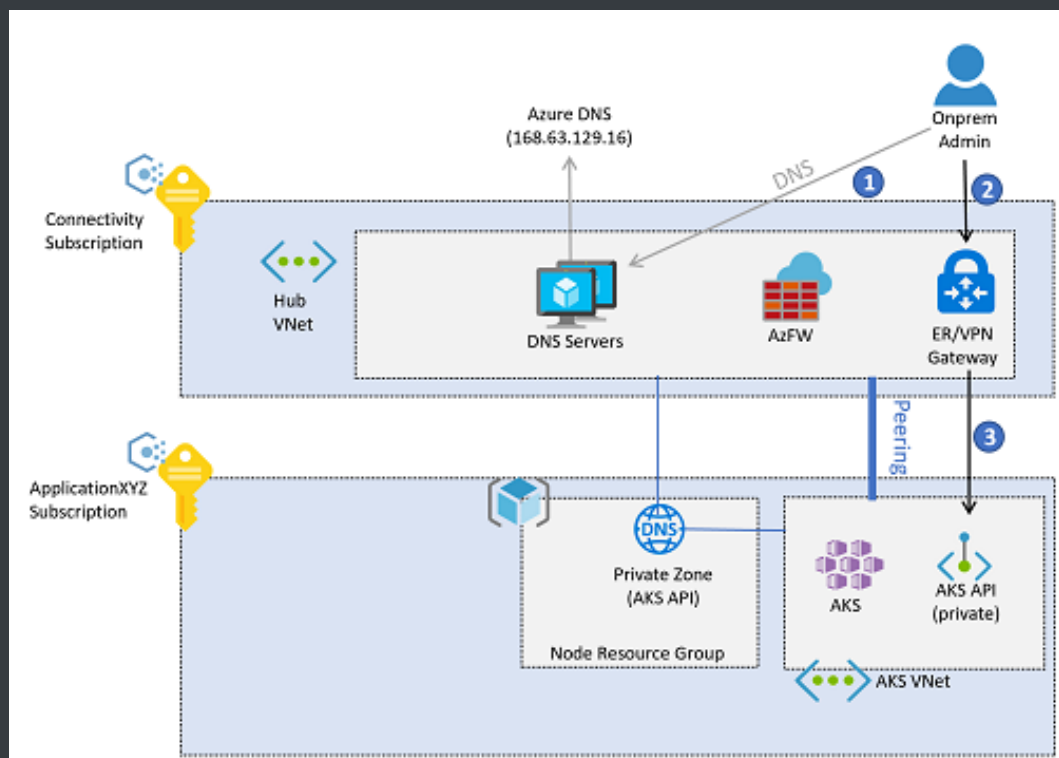 Onprem
Admin
Azure DNS
(168.63.129.16)
DNS
1
2
Connectivity
Subscription
Hub
VNet
DNS Servers
AzFW
ER/VPN
Gateway
Peering
3
ApplicationXYZ
Subscription
DNS
Private Zone
(AKS API)
Node Resource Group
AKS
AKS API
(private)
AKS VNet